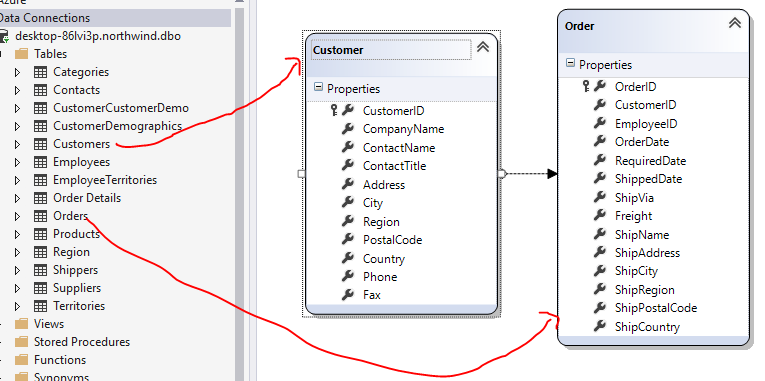 Azure
Data Connections
desktop-86lvi3p.northwind.dbo
Tables
Categories
Contacts
CustomerCustomerDemo
CustomerDemographics
Customers
Employees
EmployeeTerritories
Order Details
Orders
Products
Region
Shippers
Suppliers
Territories
Views
Stored Procedures
Functions
Synonyms
Customer
Properties
CustomerID
CompanyName
ContactName
ContactTitle
Address
City
Region
PostalCode
Country
Phone
Fax
Order
Properties
OrderID
CustomerID
EmployeeID
OrderDate
RequiredDate
ShippedDate
ShipVia
Freight
ShipName
ShipAddress
ShipCity
ShipRegion
ShipPostalCode
ShipCountry